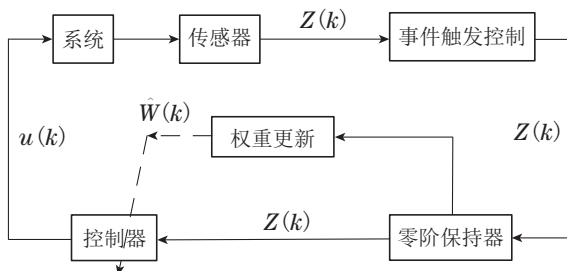 系统
传感器
Z(k)
事件触发控制
Ŵ(k)
u(k)
权重更新
Z(k)
控制器
Z(k)
零阶保持器